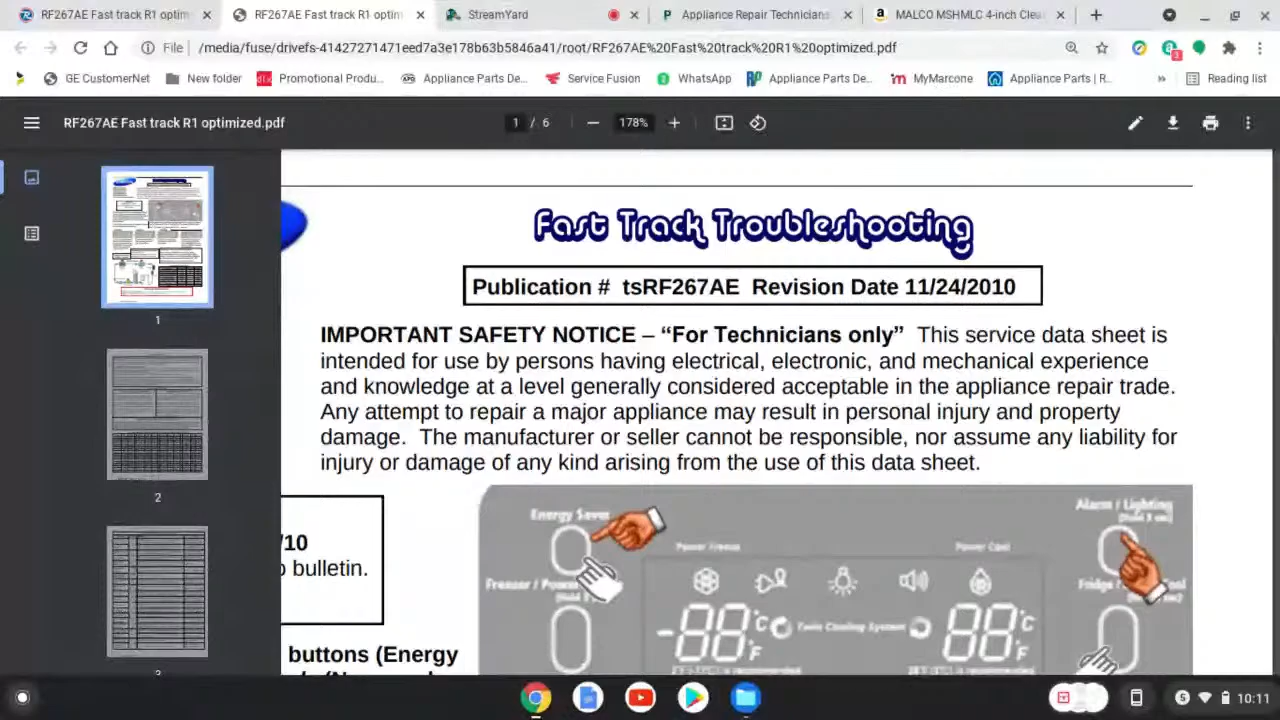 RF267AE Fast track R1 optim
RF267AE Fast track R1 optin
StreamYard
Appliance Repair Technicians
MALCO MSHMLC 4-inch Clea
File
/media/fuse/drivefs-41427271471eed7a3e178b63b5846a41/root/RF267AE%20Fast%20track%20R1%20optimized.pdf
GE CustomerNet
New folder
Promotional Produ...
Appliance Parts De...
Service Fusion
WhatsApp
Appliance Parts De...
MyMarcone
Appliance Parts | R...
»
Reading list
RF267AE Fast track R1 optimized.pdf
1 / 6
178%
Fast Track Troubleshooting
Publication # tsRF267AE Revision Date 11/24/2010
IMPORTANT SAFETY NOTICE – “For Technicians only” This service data sheet is
intended for use by persons having electrical, electronic, and mechanical experience
and knowledge at a level generally considered acceptable in the appliance repair trade.
Any attempt to repair a major appliance may result in personal injury and property
damage. The manufacturer or seller cannot be responsible, nor assume any liability for
injury or damage of any kind arising from the use of this data sheet.
1
2
Energy Saver
Alarm / Lighting
Power Freeze
Power Cool
Freezer /
Fridge /
/10
bulletin.
-88 °C °F
Twin Cooling System
88 °C °F
buttons (Energy
10:11